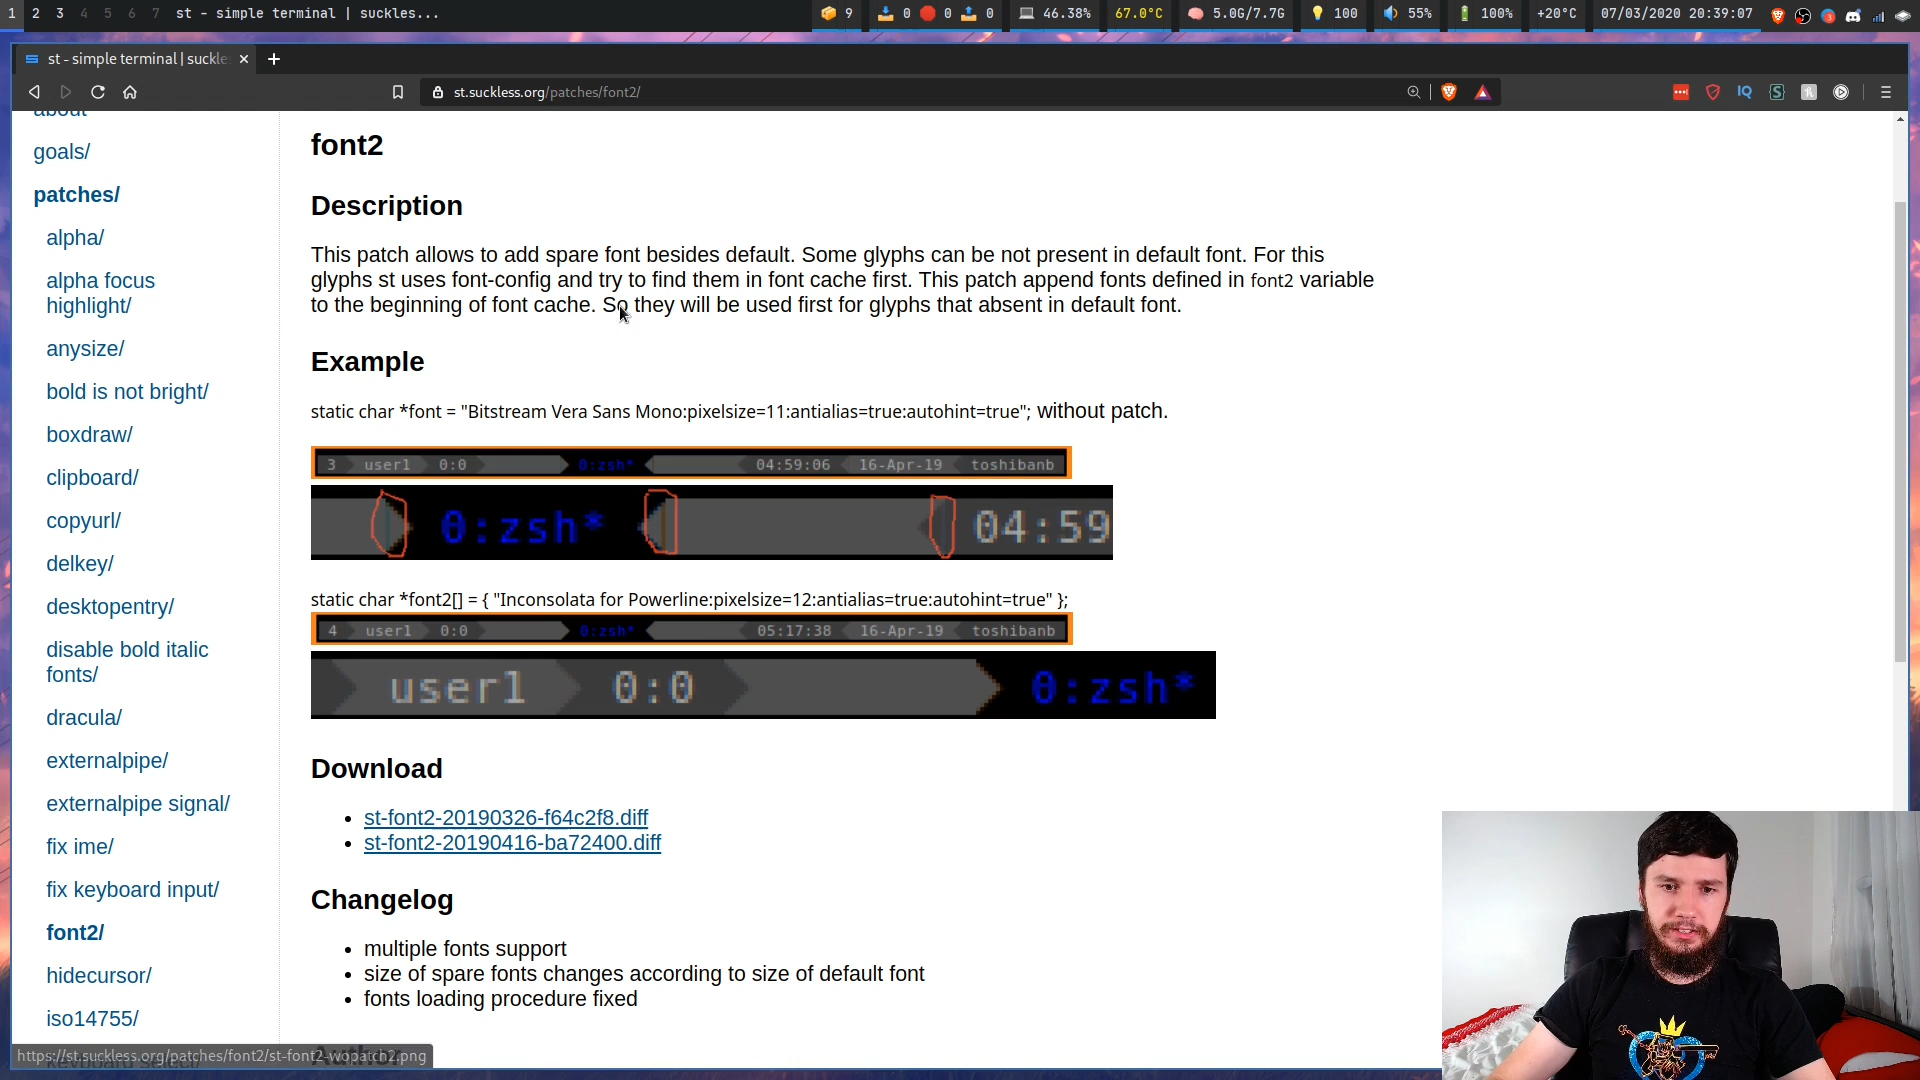 1 2 3 4 5 6 7 st - simple terminal | suckles... 9 0 0 0 46.38% 67.0°C 5.0G/7.7G 100 55% 100% +20°C 07/03/2020 20:39:07
st - simple terminal | suckle
st.suckless.org/patches/font2/
about
goals/
patches/
alpha/
alpha focus
highlight/
anysize/
bold is not bright/
boxdraw/
clipboard/
copyurl/
delkey/
desktopentry/
disable bold italic
fonts/
dracula/
externalpipe/
externalpipe signal/
fix ime/
fix keyboard input/
font2/
hidecursor/
iso14755/
font2
Description
This patch allows to add spare font besides default. Some glyphs can be not present in default font. For this
glyphs st uses font-config and try to find them in font cache first. This patch append fonts defined in font2 variable
to the beginning of font cache. So they will be used first for glyphs that absent in default font.
Example
static char *font = "Bitstream Vera Sans Mono:pixelsize=11:antialias=true:autohint=true"; without patch.
3 user1 0:0 0:zsh* 04:59:06 16-Apr-19 toshibanb
0:zsh* 04:59
static char *font2[] = { "Inconsolata for Powerline:pixelsize=12:antialias=true:autohint=true" };
4 user1 0:0 0:zsh* 05:17:38 16-Apr-19 toshibanb
user1 0:0 0:zsh*
Download
st-font2-20190326-f64c2f8.diff
st-font2-20190416-ba72400.diff
Changelog
multiple fonts support
size of spare fonts changes according to size of default font
fonts loading procedure fixed
Author
https://st.suckless.org/patches/font2/st-font2-wopatch2.png